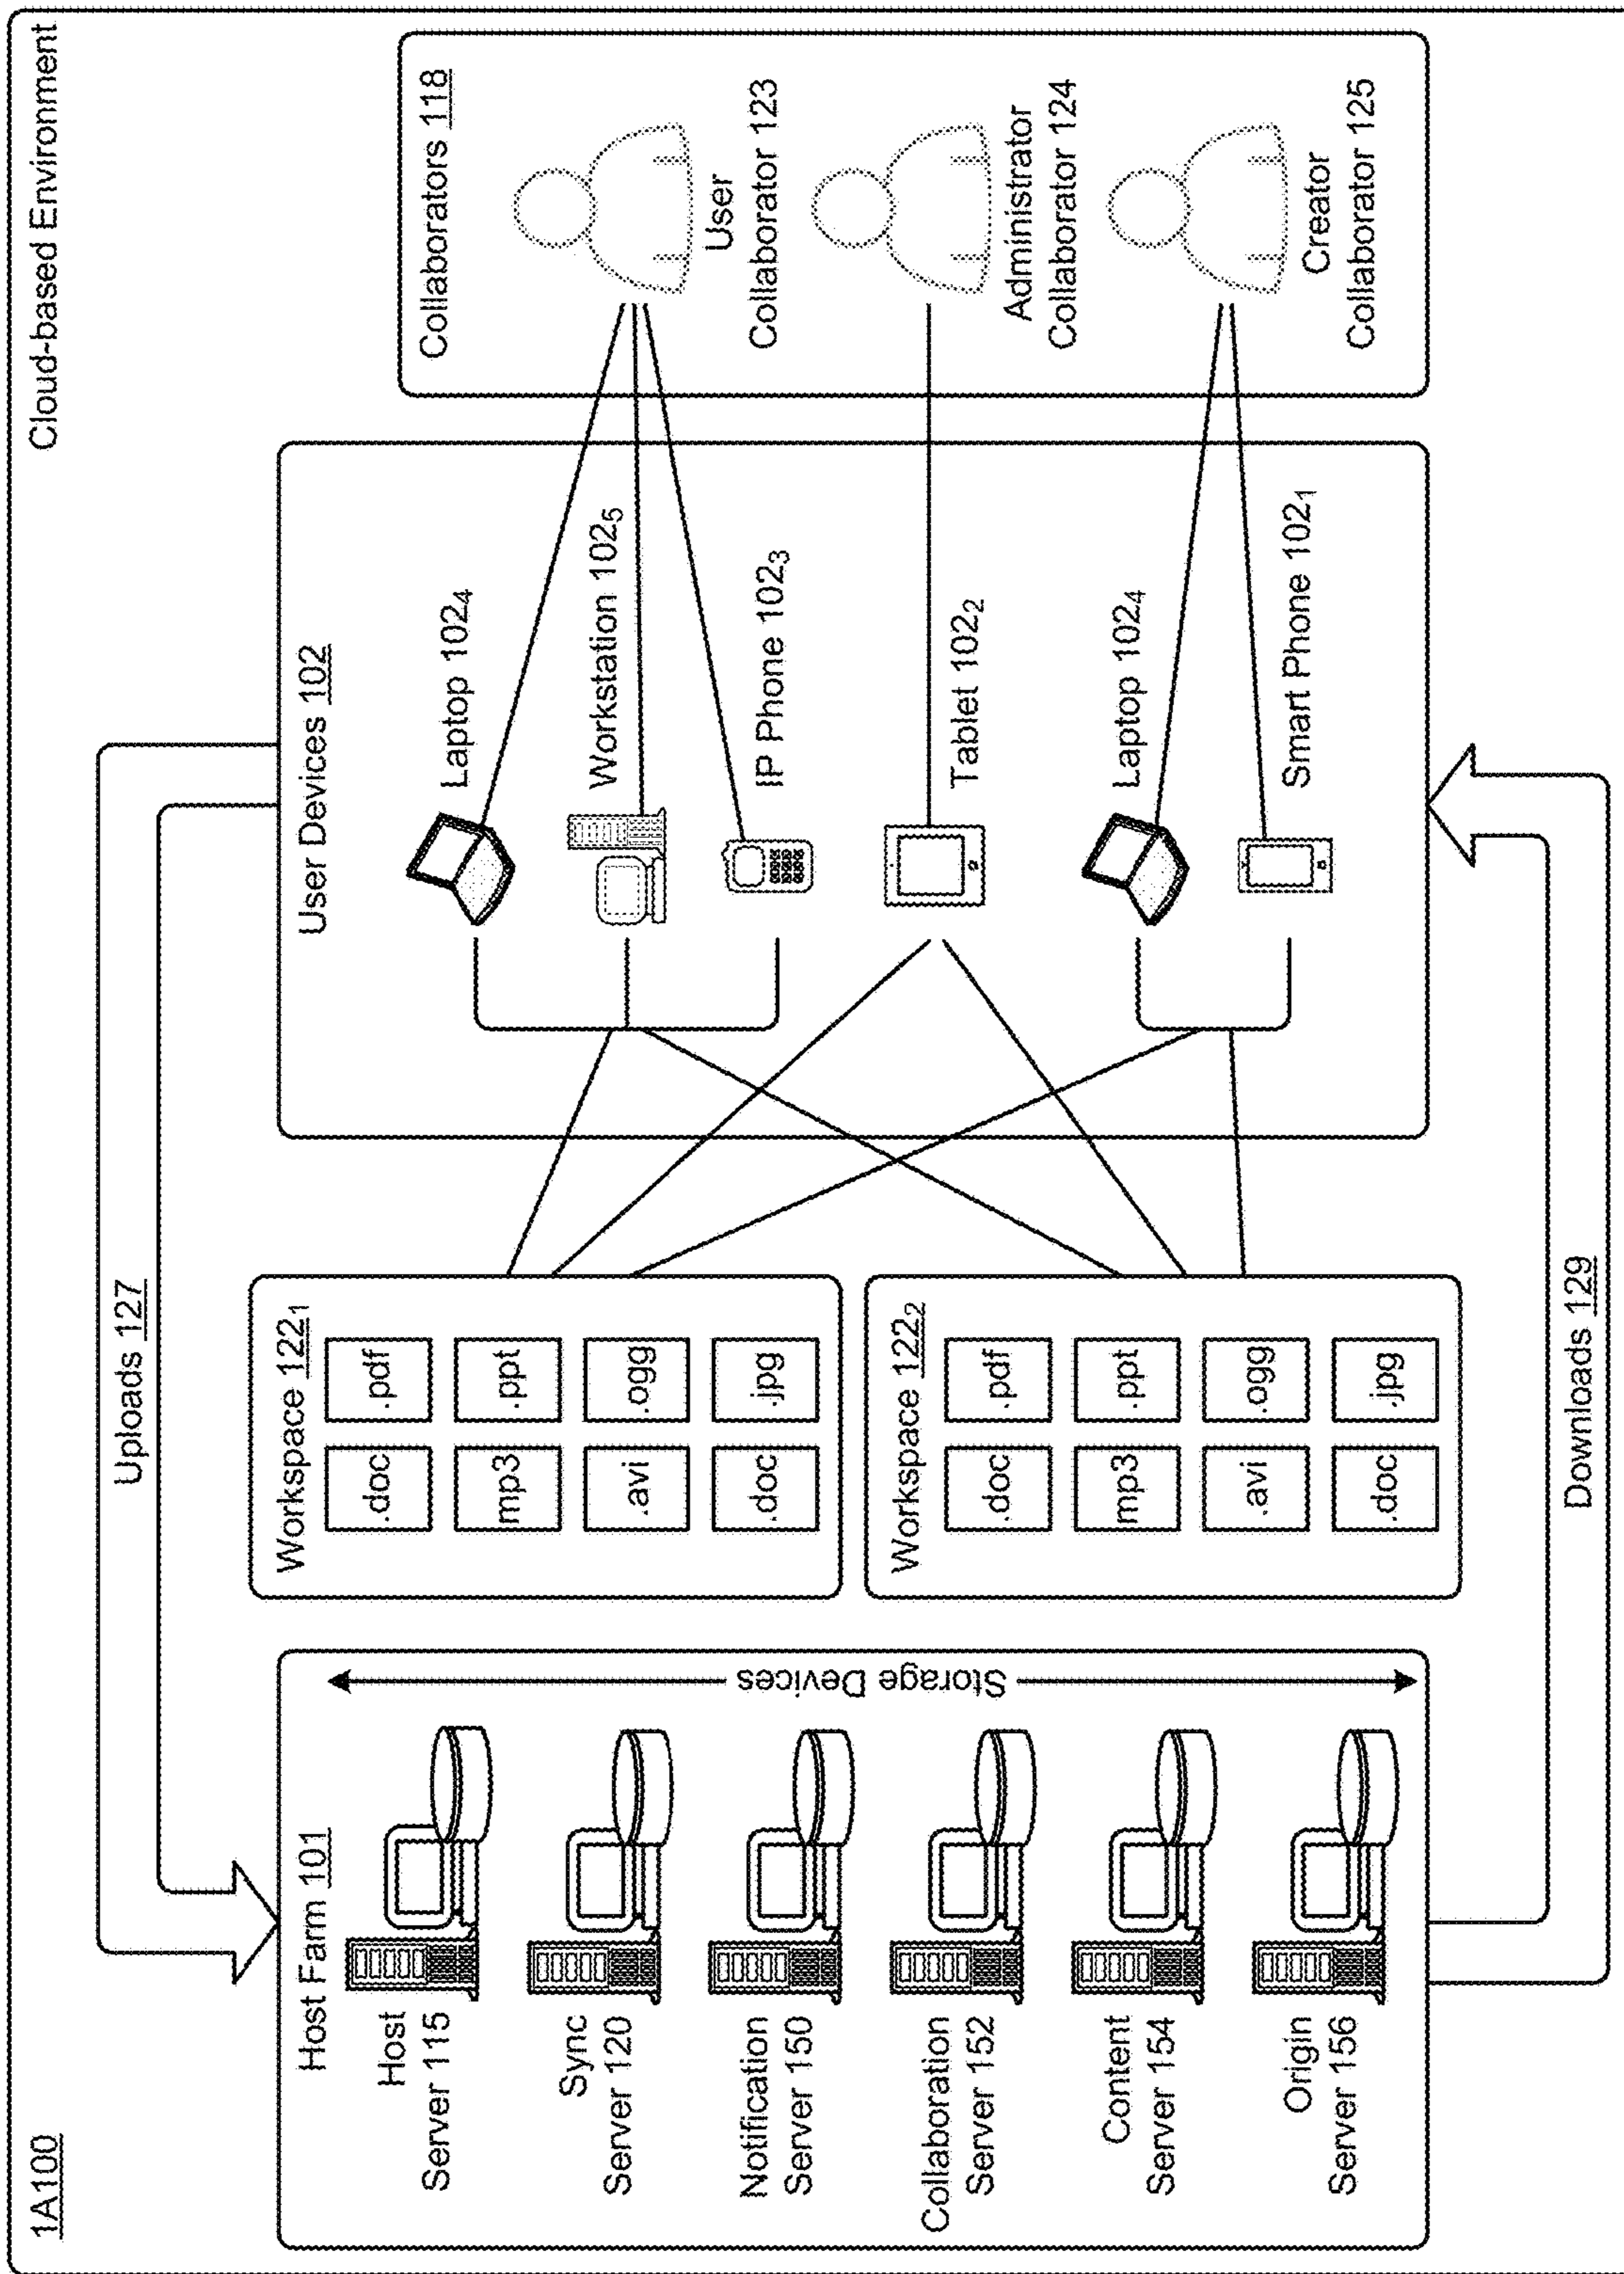 1A100
Cloud-based Environment
Uploads 127
Host Farm 101
Host
Server 115
Sync
Server 120
Notification
Server 150
Collaboration
Server 152
Content
Server 154
Origin
Server 156
Storage Devices
Workspace 122₁
.doc .pdf
mp3 .ppt
.avi .ogg
.doc .jpg
Workspace 122₂
.doc .pdf
mp3 .ppt
.avi .ogg
.doc .jpg
User Devices 102
Laptop 102₄
Workstation 102₅
IP Phone 102₃
Tablet 102₂
Laptop 102₄
Smart Phone 102₁
Collaborators 118
User
Collaborator 123
Administrator
Collaborator 124
Creator
Collaborator 125
Downloads 129